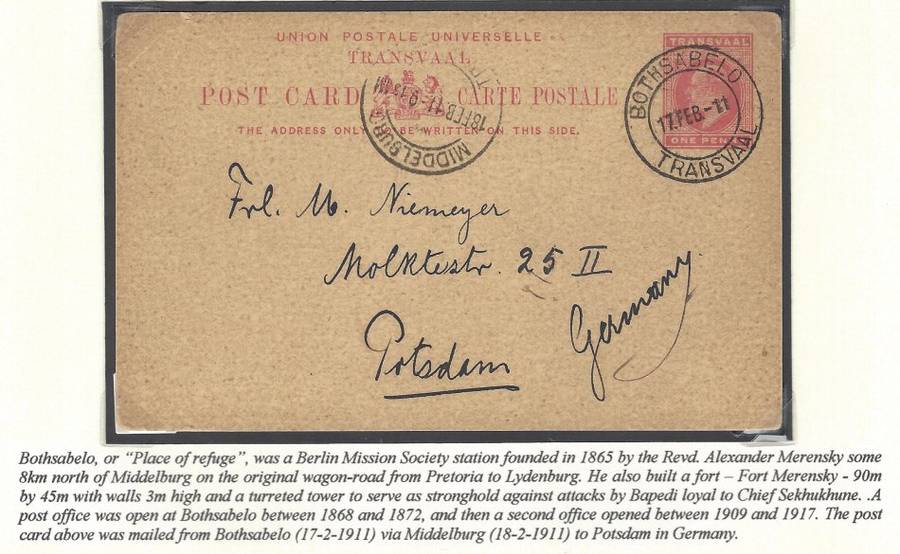 UNION POSTALE UNIVERSELLE
TRANSVAAL
POST CARD CARTE POSTALE
THE ADDRESS ONLY TO BE WRITTEN ON THIS SIDE.
TRANSVAAL
ONE PENNY
BOTHSABELO
17. FEB.-11
TRANSVAAL
MIDDELBURG
18 FEB 11-9
Frl. M. Niemeyer
Molktestr. 25 II
Potsdam
Germany.
Bothsabelo, or “Place of refuge”, was a Berlin Mission Society station founded in 1865 by the Revd. Alexander Merensky some
8km north of Middelburg on the original wagon-road from Pretoria to Lydenburg. He also built a fort – Fort Merensky - 90m
by 45m with walls 3m high and a turreted tower to serve as stronghold against attacks by Bapedi loyal to Chief Sekhukhune. .A
post office was open at Bothsabelo between 1868 and 1872, and then a second office opened between 1909 and 1917. The post
card above was mailed from Bothsabelo (17-2-1911) via Middelburg (18-2-1911) to Potsdam in Germany.